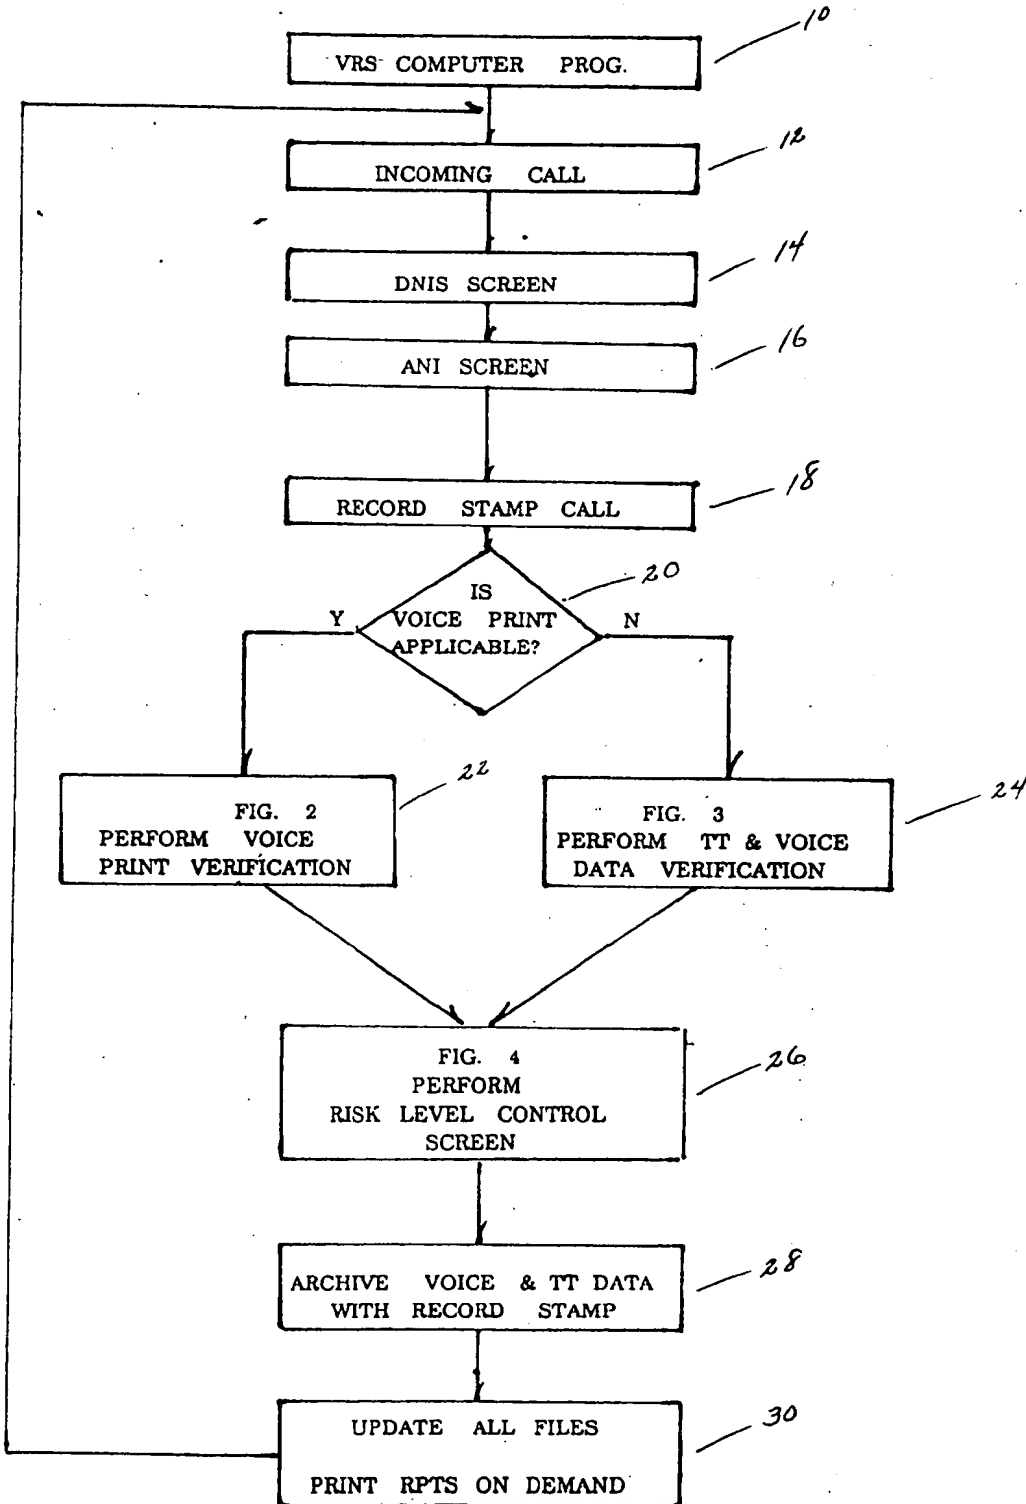 10
VRS COMPUTER PROG.
12
INCOMING CALL
14
DNIS SCREEN
16
ANI SCREEN
18
RECORD STAMP CALL
20
IS
VOICE PRINT
APPLICABLE?
Y
N
22
FIG. 2
PERFORM VOICE
PRINT VERIFICATION
24
FIG. 3
PERFORM TT & VOICE
DATA VERIFICATION
26
FIG. 4
PERFORM
RISK LEVEL CONTROL
SCREEN
28
ARCHIVE VOICE & TT DATA
WITH RECORD STAMP
30
UPDATE ALL FILES
PRINT RPTS ON DEMAND